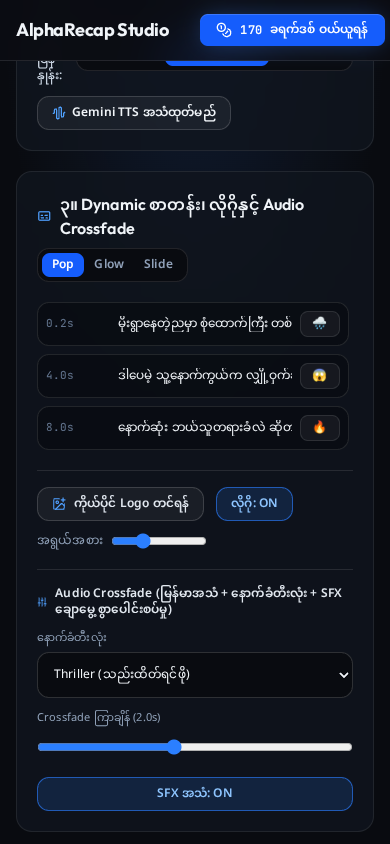 AlphaRecap Studio
170 ခရက်ဒစ် ဝယ်ယူရန်
နှုန်း:
Gemini TTS အသံထုတ်မည်
၃။ Dynamic စာတန်း၊ လိုဂိုနှင့် Audio
Crossfade
Pop Glow Slide
0.2s မိုးရွာနေတဲ့ညမှာ စုံထောက်ကြီး တစ်
4.0s ဒါပေမဲ့ သူ့နောက်ကွယ်က လျှို့ဝှက်
8.0s နောက်ဆုံး ဘယ်သူတရားခံလဲ ဆိုတ
ကိုယ်ပိုင် Logo တင်ရန် လိုဂို: ON
အရွယ်အစား
Audio Crossfade (မြန်မာအသံ + နောက်ခံတီးလုံး + SFX
ချောမွေ့စွာပေါင်းစပ်မှု)
နောက်ခံတီးလုံး
Thriller (သည်းထိတ်ရင်ဖို)
Crossfade ကြာချိန် (2.0s)
SFX အသံ: ON